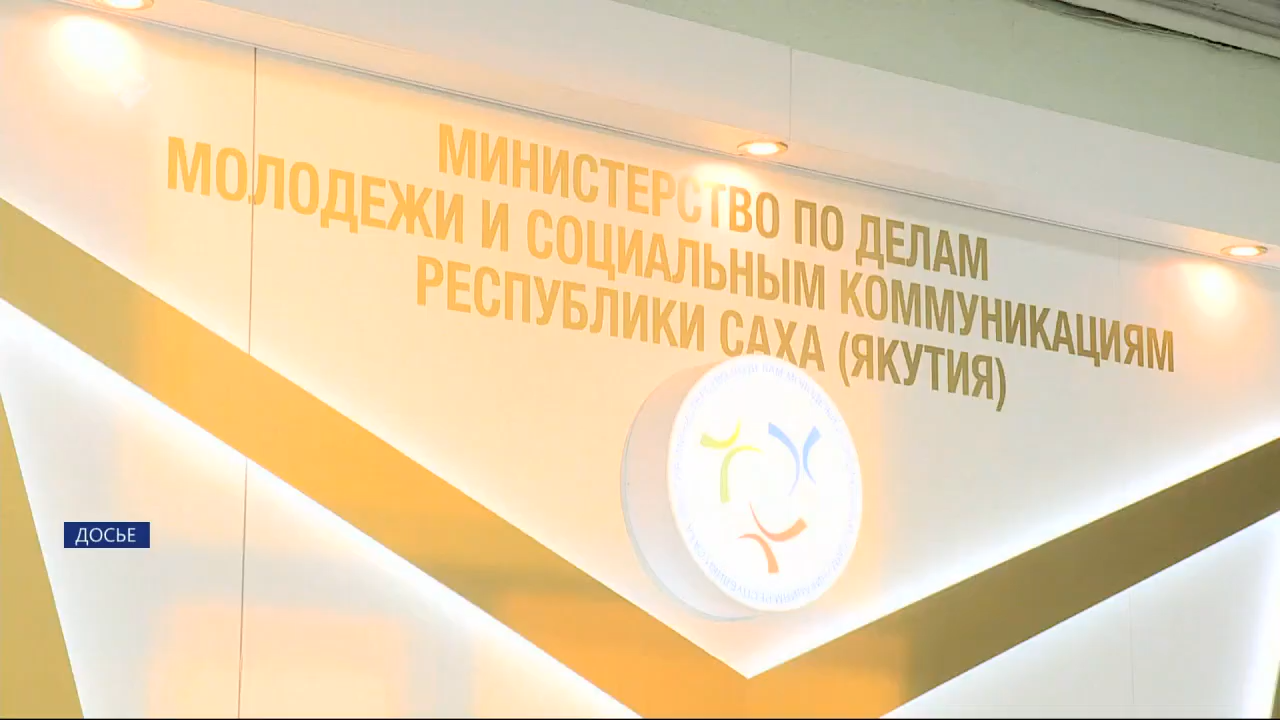 МИНИСТЕРСТВО ПО ДЕЛАМ
МОЛОДЕЖИ И СОЦИАЛЬНЫМ КОММУНИКАЦИЯМ
РЕСПУБЛИКИ САХА (ЯКУТИЯ)
ДОСЬЕ